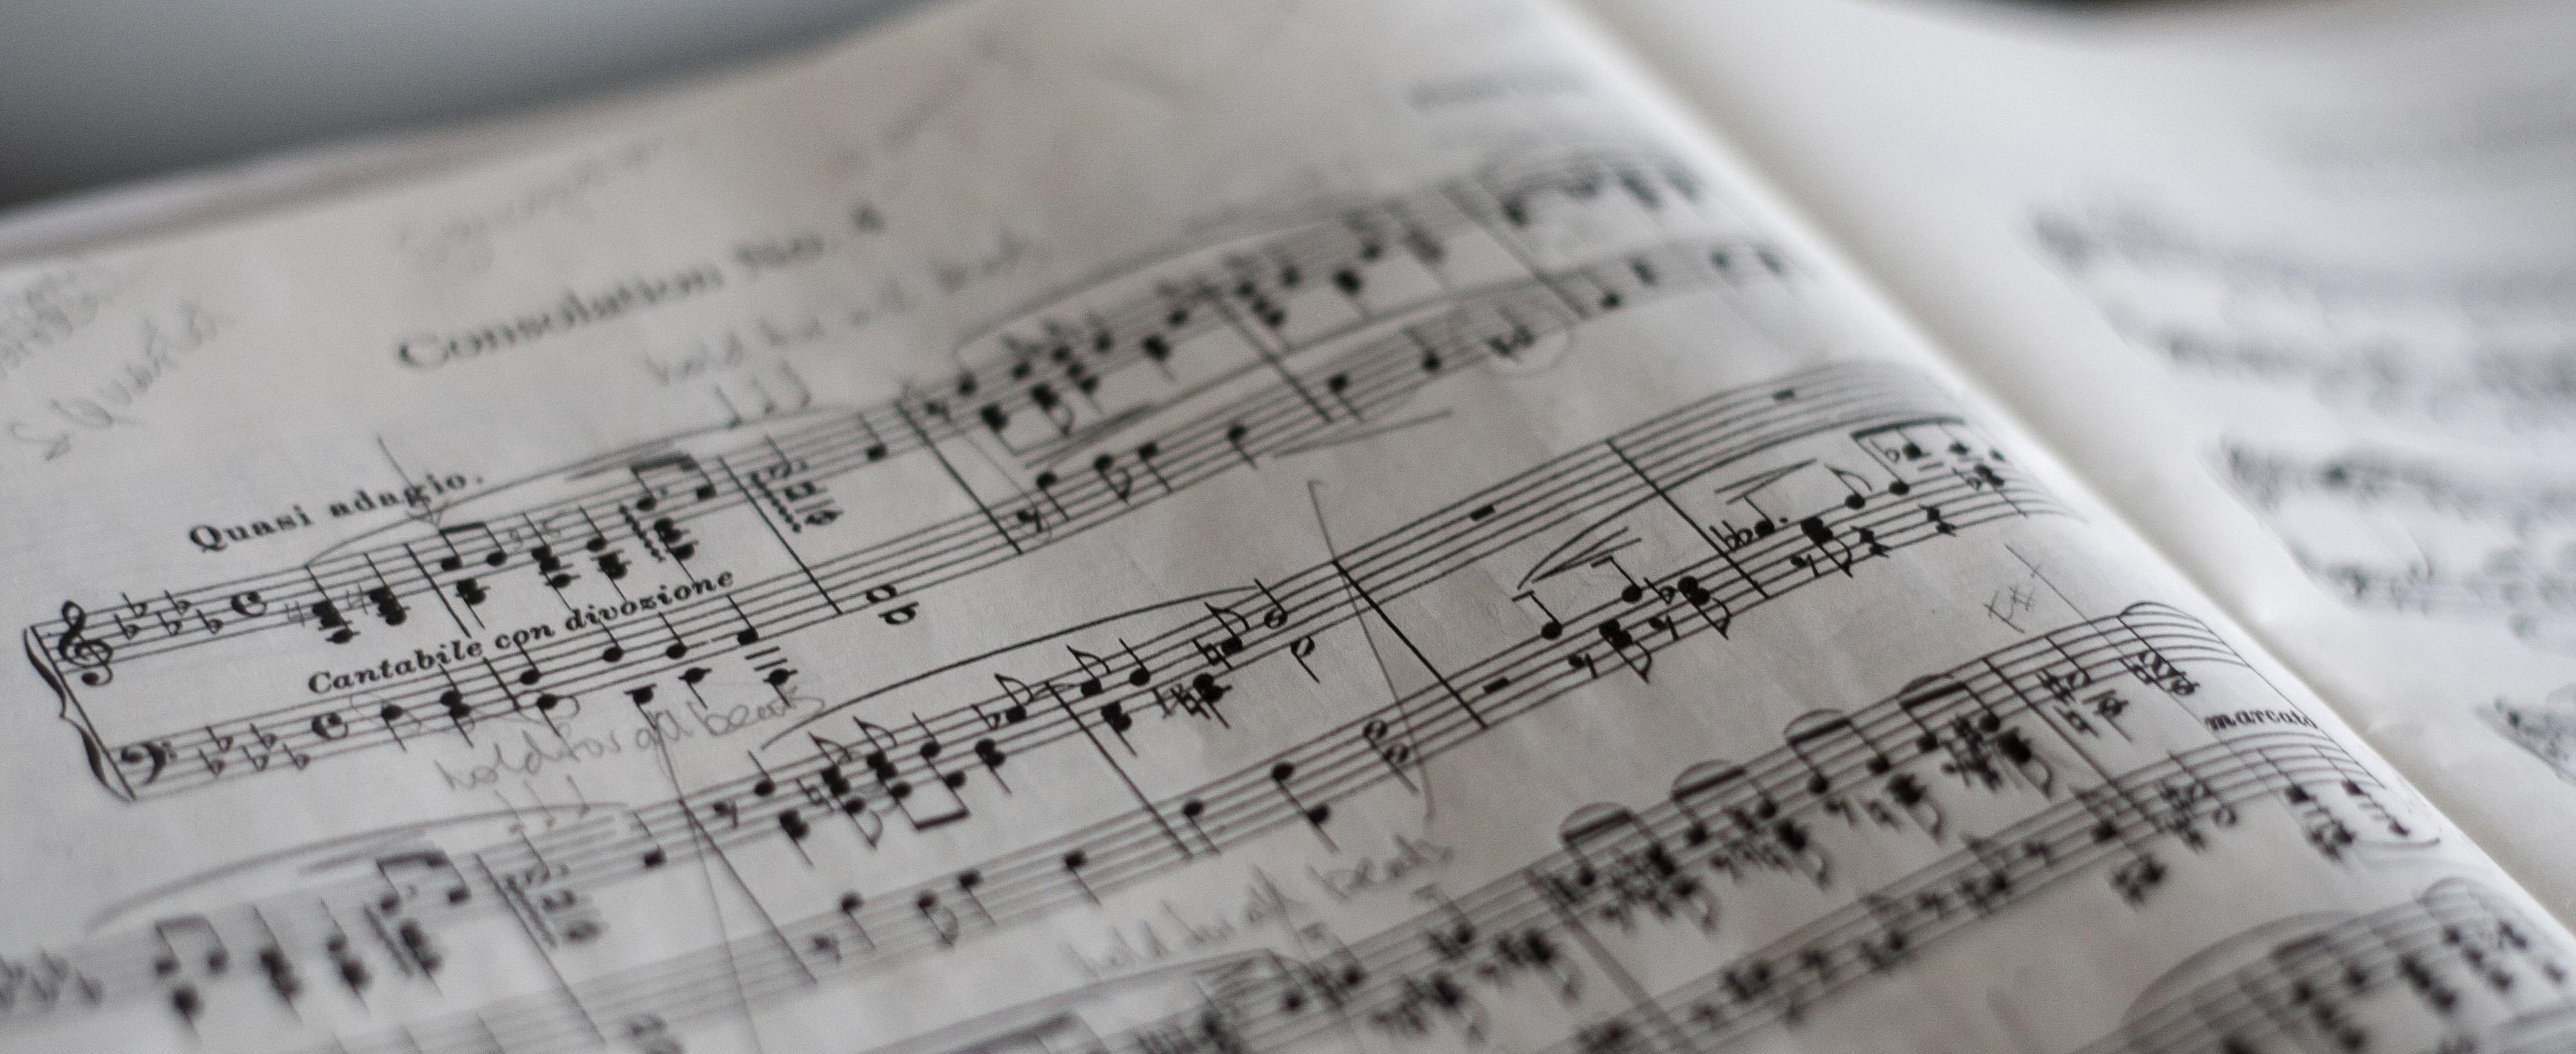 Consolation No. 4
hold for all beats
Quasi adagio.
Cantabile con divozione
hold for all beats
marcato
hold for all beats